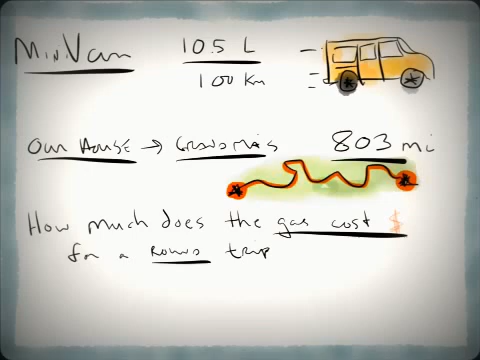 MiniVan 10.5 L
100 Km
Our House → Grandma's 803 mi
How much does the gas cost $
for a round trip